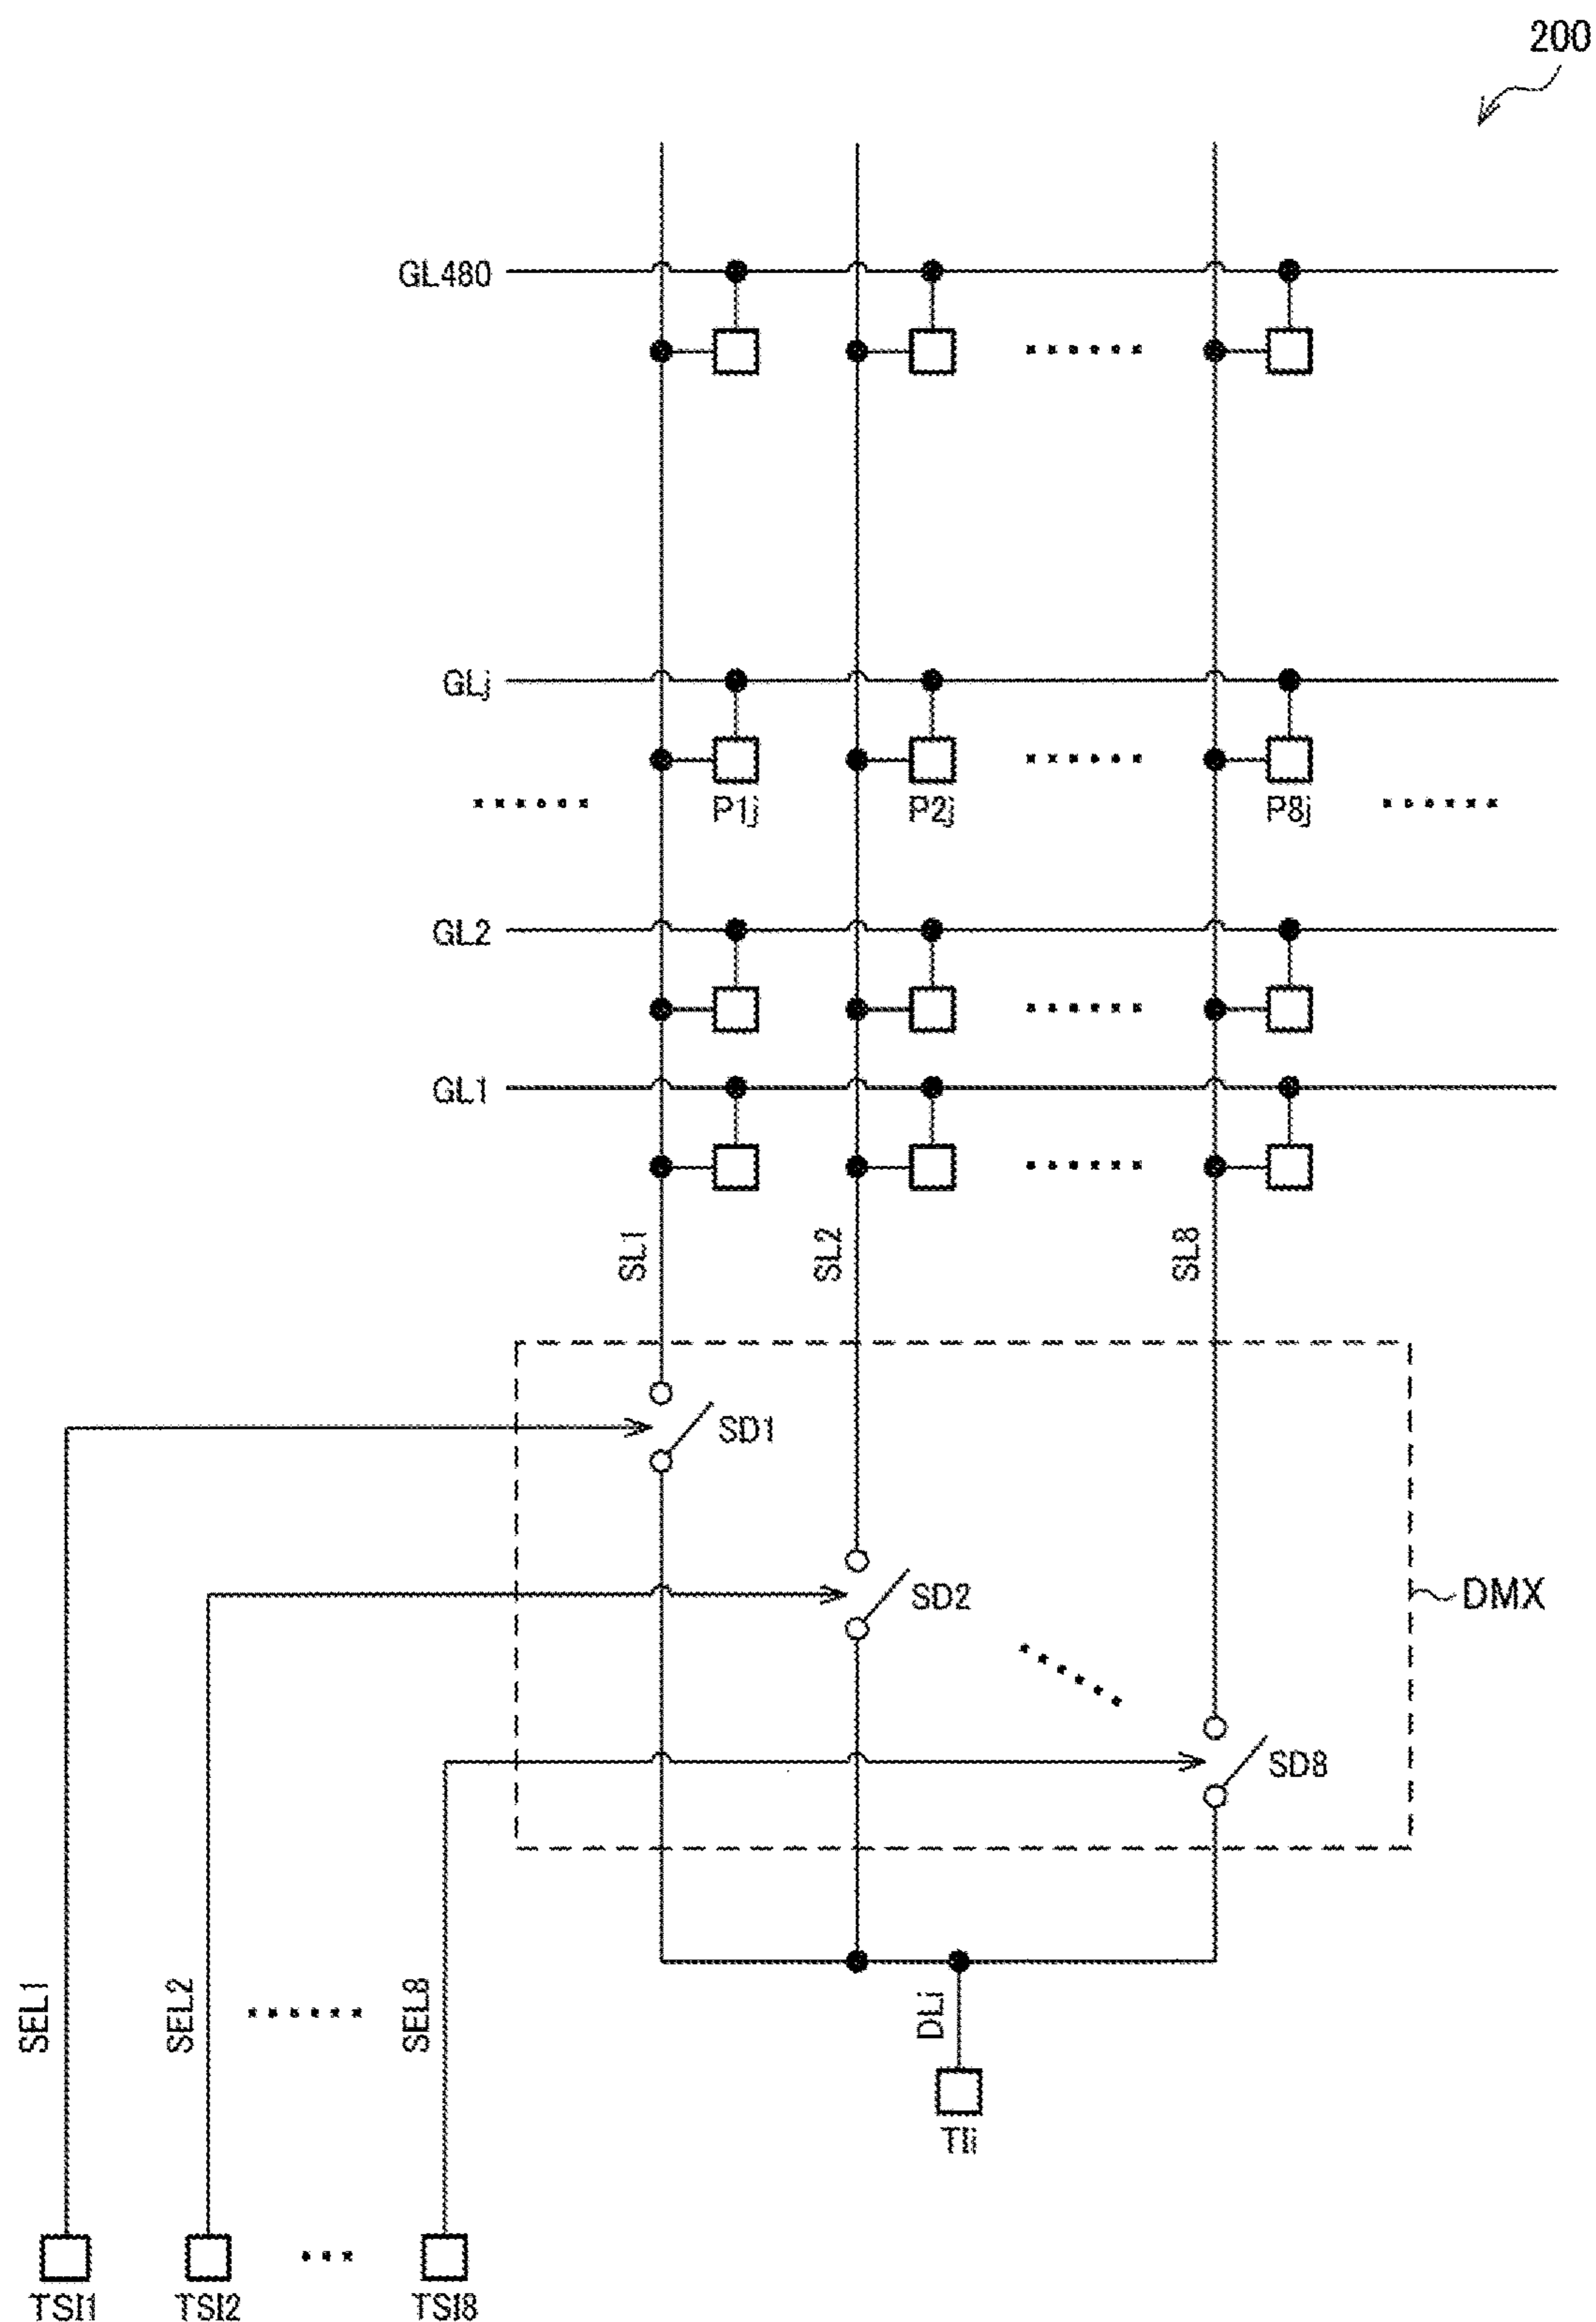 200
GL480
GLj
P1j
P2j
P8j
GL2
GL1
SL1
SL2
SL8
SD1
SD2
DMX
SD8
SEL1
SEL2
SEL8
DLi
TIi
TSI1
TSI2
TSI8